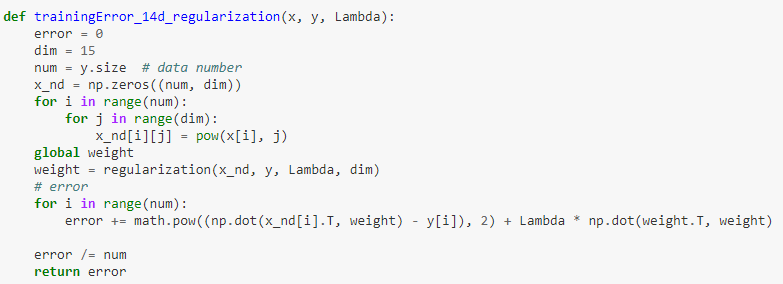 def trainingError_14d_regularization(x, y, Lambda):
    error = 0
    dim = 15
    num = y.size  # data number
    x_nd = np.zeros((num, dim))
    for i in range(num):
        for j in range(dim):
            x_nd[i][j] = pow(x[i], j)
    global weight
    weight = regularization(x_nd, y, Lambda, dim)
    # error
    for i in range(num):
        error += math.pow((np.dot(x_nd[i].T, weight) - y[i]), 2) + Lambda * np.dot(weight.T, weight)
    error /= num
    return error